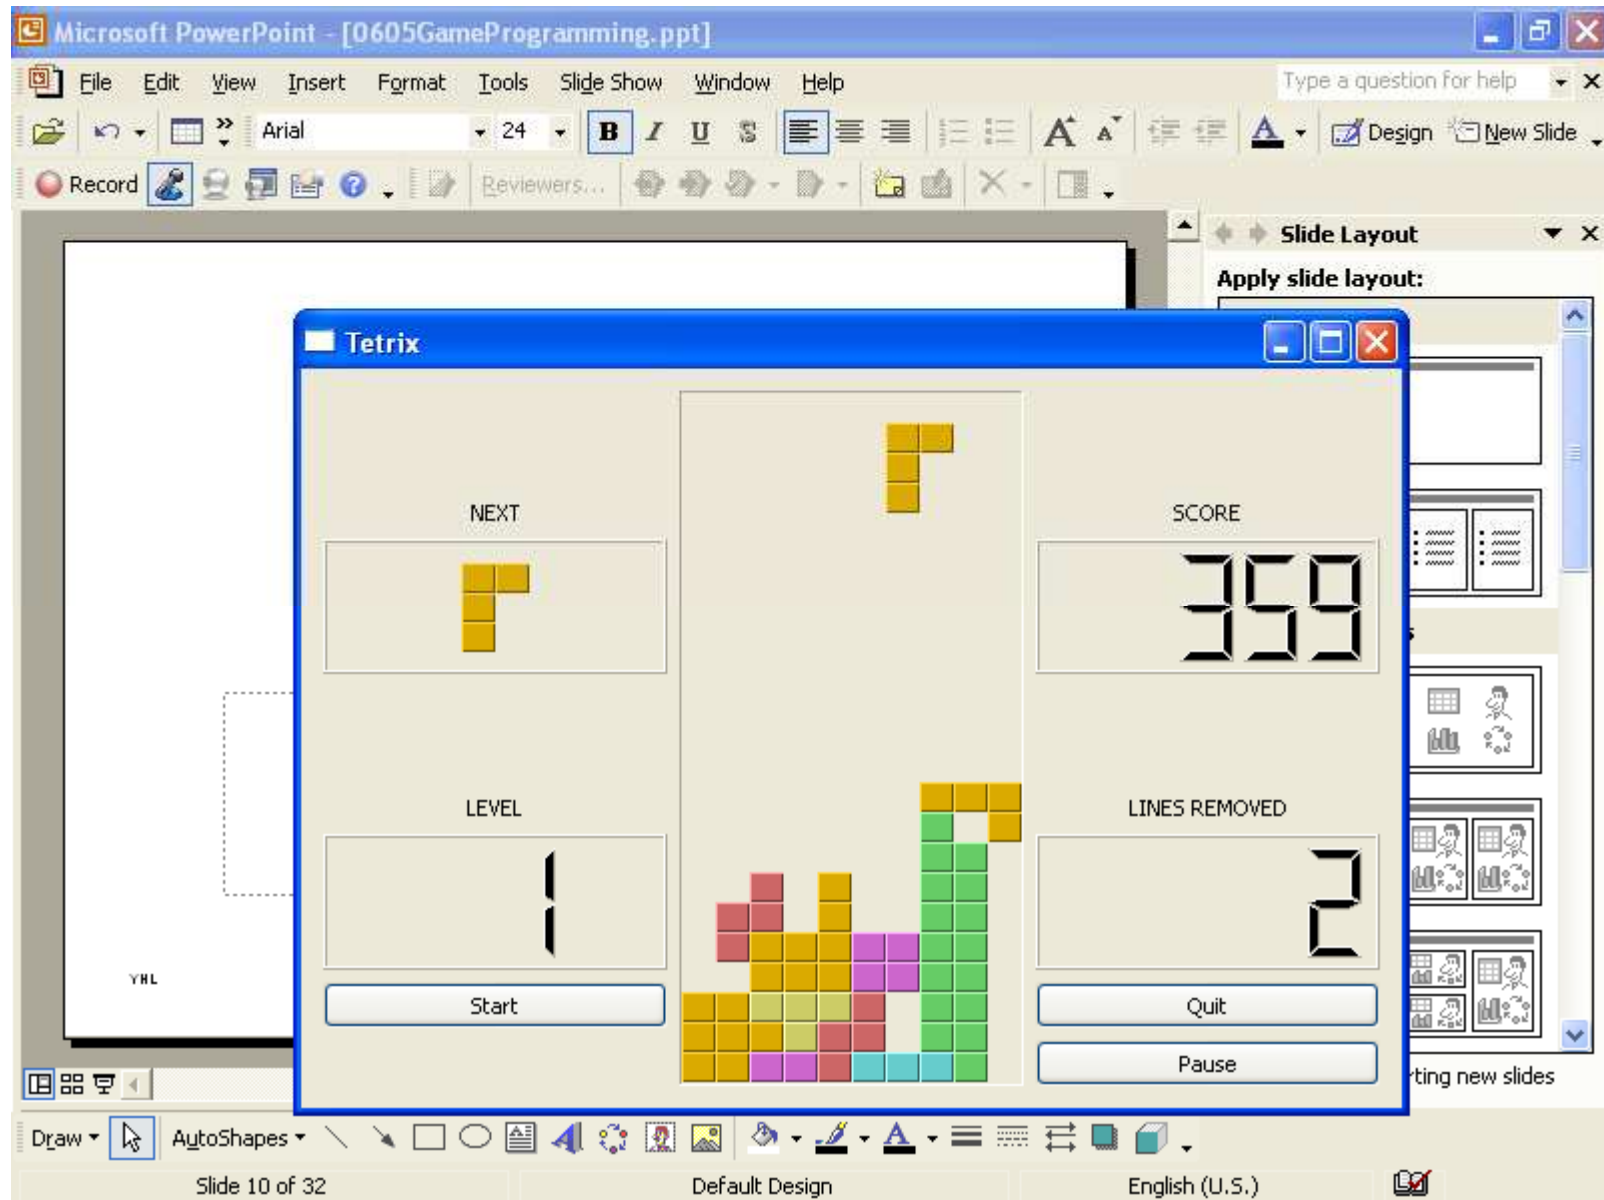 Microsoft PowerPoint - [0605GameProgramming.ppt]
File Edit View Insert Format Tools Slide Show Window Help Type a question for help
Arial 24 B I U S A A A Design New Slide
Record Reviewers...
Slide Layout
Apply slide layout:
Tetrix
NEXT
SCORE
359
LEVEL
LINES REMOVED
1
2
YHL
Start
Quit
Pause
rting new slides
Draw AutoShapes A
Slide 10 of 32 Default Design English (U.S.)